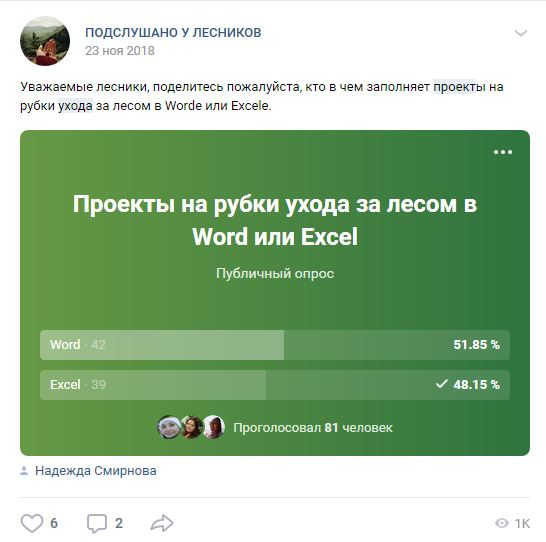 ПОДСЛУШАНО У ЛЕСНИКОВ
23 ноя 2018
Уважаемые лесники, поделитесь пожалуйста, кто в чем заполняет проекты на
рубки ухода за лесом в Worde или Excele.
Проекты на рубки ухода за лесом в
Word или Excel
Публичный опрос
Word · 42 51.85 %
Excel · 39 48.15 %
Проголосовал 81 человек
Надежда Смирнова
6 2 1K